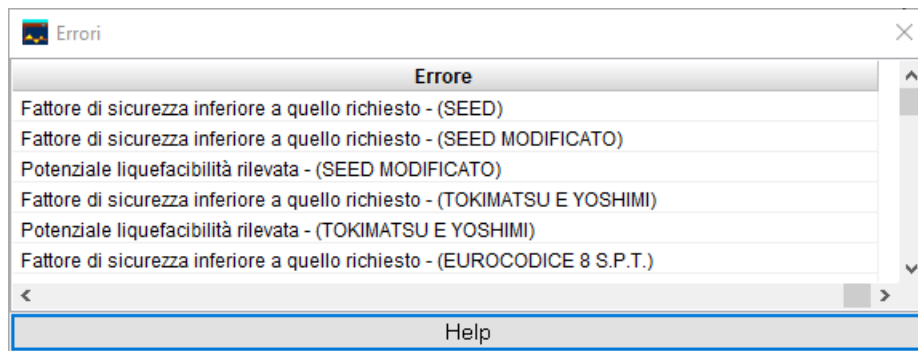 Errori
Errore
Fattore di sicurezza inferiore a quello richiesto - (SEED)
Fattore di sicurezza inferiore a quello richiesto - (SEED MODIFICATO)
Potenziale liquefacibilità rilevata - (SEED MODIFICATO)
Fattore di sicurezza inferiore a quello richiesto - (TOKIMATSU E YOSHIMI)
Potenziale liquefacibilità rilevata - (TOKIMATSU E YOSHIMI)
Fattore di sicurezza inferiore a quello richiesto - (EUROCODICE 8 S.P.T.)
Help